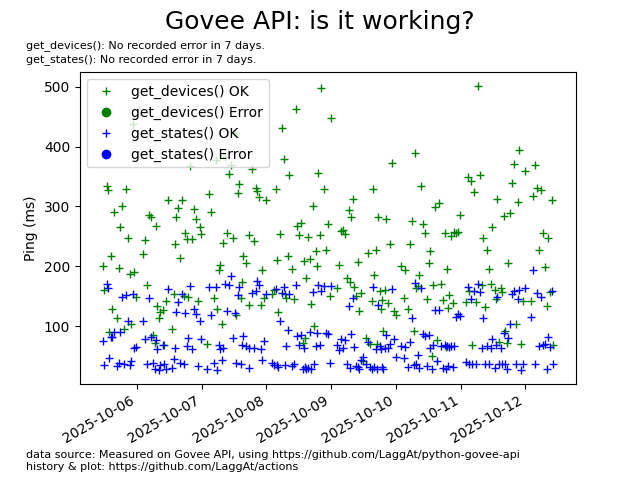 Govee API: is it working?
get_devices(): No recorded error in 7 days.
get_states(): No recorded error in 7 days.
get_devices() OK
get_devices() Error
get_states() OK
get_states() Error
500
400
300
200
100
Ping (ms)
2025-10-06
2025-10-07
2025-10-08
2025-10-09
2025-10-10
2025-10-11
2025-10-12
data source: Measured on Govee API, using https://github.com/LaggAt/python-govee-api
history & plot: https://github.com/LaggAt/actions